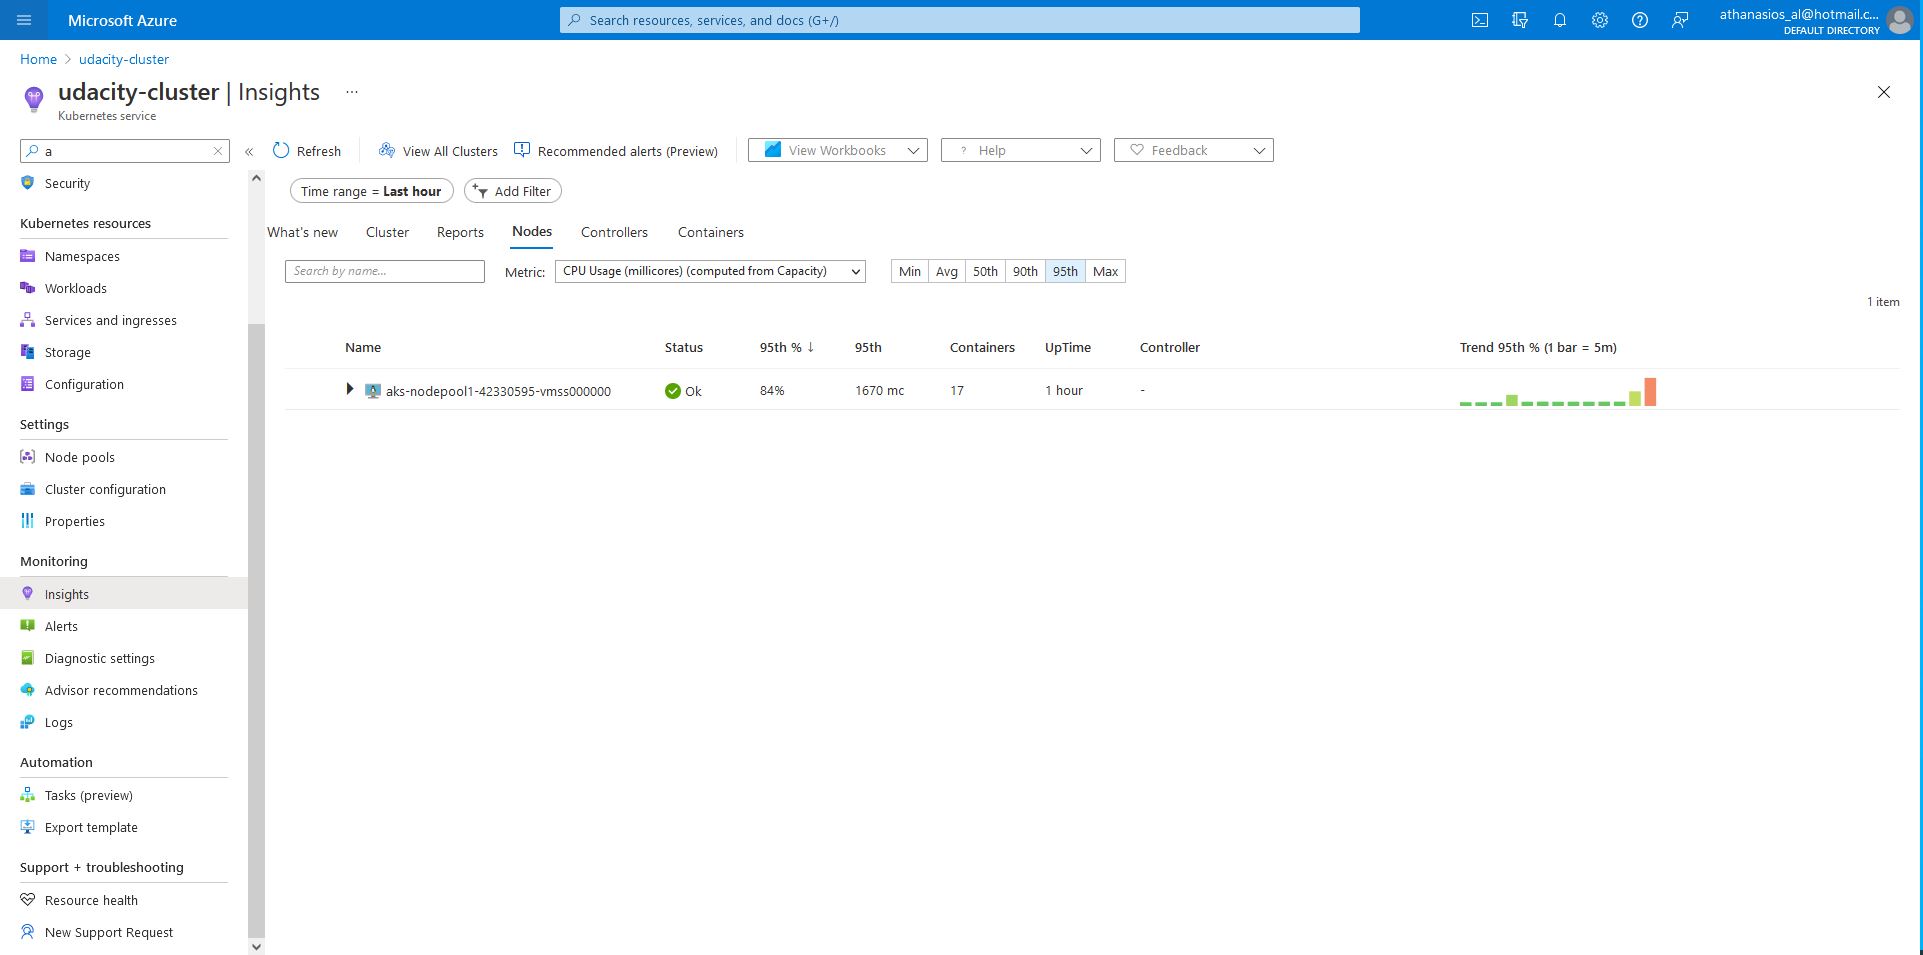 Microsoft Azure
Search resources, services, and docs (G+/)
athanasios_al@hotmail.c...
DEFAULT DIRECTORY
Home > udacity-cluster
udacity-cluster | Insights ...
Kubernetes service
a
Refresh
View All Clusters
Recommended alerts (Preview)
View Workbooks
? Help
Feedback
Time range = Last hour
Add Filter
What's new
Cluster
Reports
Nodes
Controllers
Containers
Search by name...
Metric:
CPU Usage (millicores) (computed from Capacity)
Min
Avg
50th
90th
95th
Max
1 item
Name
Status
95th % ↓
95th
Containers
UpTime
Controller
Trend 95th % (1 bar = 5m)
aks-nodepool1-42330595-vmss000000
Ok
84%
1670 mc
17
1 hour
-
Security
Kubernetes resources
Namespaces
Workloads
Services and ingresses
Storage
Configuration
Settings
Node pools
Cluster configuration
Properties
Monitoring
Insights
Alerts
Diagnostic settings
Advisor recommendations
Logs
Automation
Tasks (preview)
Export template
Support + troubleshooting
Resource health
New Support Request